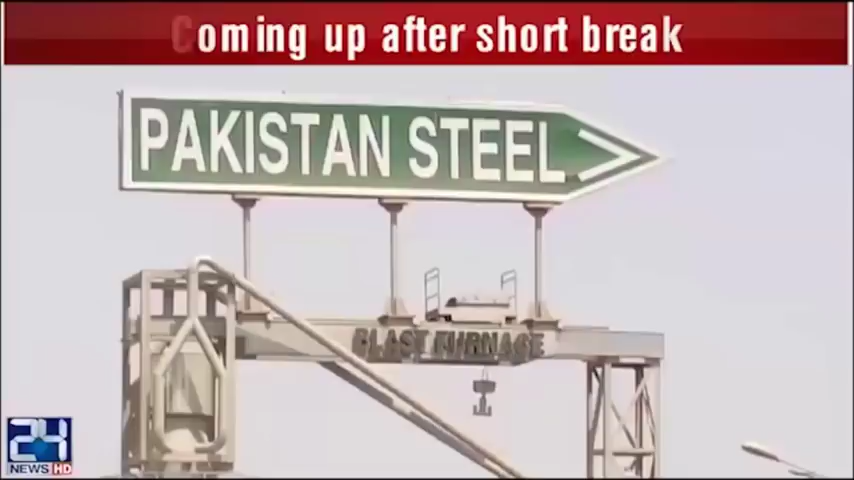 Coming up after short break
PAKISTAN STEEL
BLAST FURNACE
24
NEWS HD